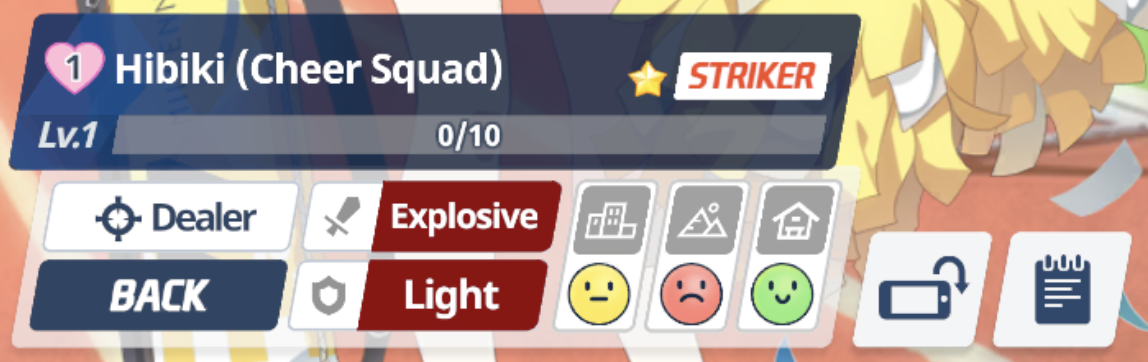 1 Hibiki (Cheer Squad) STRIKER
Lv.1 0/10
Dealer Explosive
BACK Light